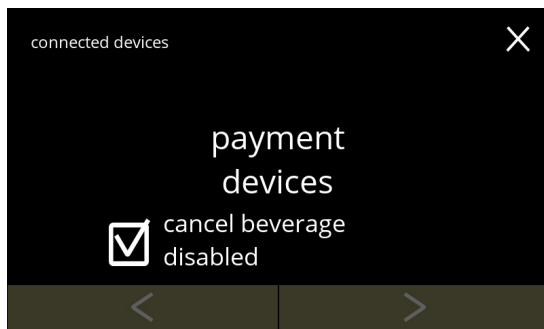 connected devices
payment
devices
cancel beverage
disabled